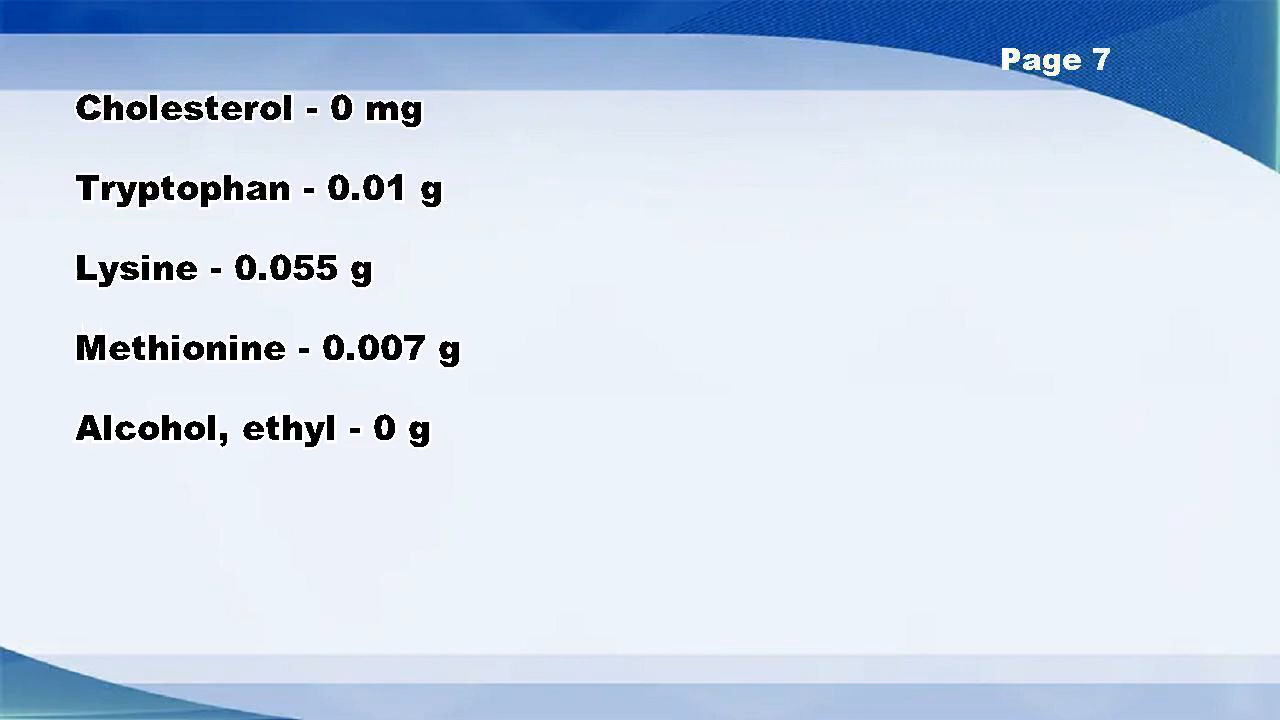 Page 7
Cholesterol - 0 mg
Tryptophan - 0.01 g
Lysine - 0.055 g
Methionine - 0.007 g
Alcohol, ethyl - 0 g